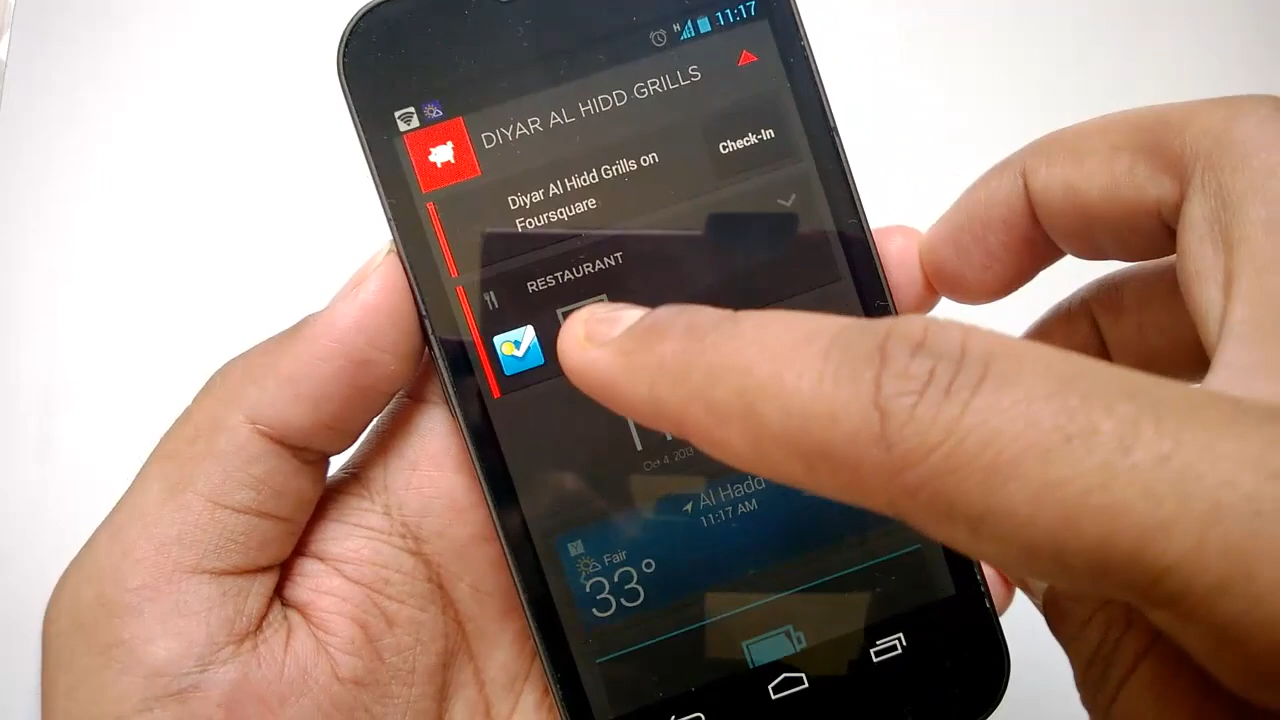 H 11:17
DIYAR AL HIDD GRILLS
Diyar Al Hidd Grills on
Foursquare
Check-In
RESTAURANT
Oct 4, 2013
Al Hadd
11:17 AM
Y
Fair
33°